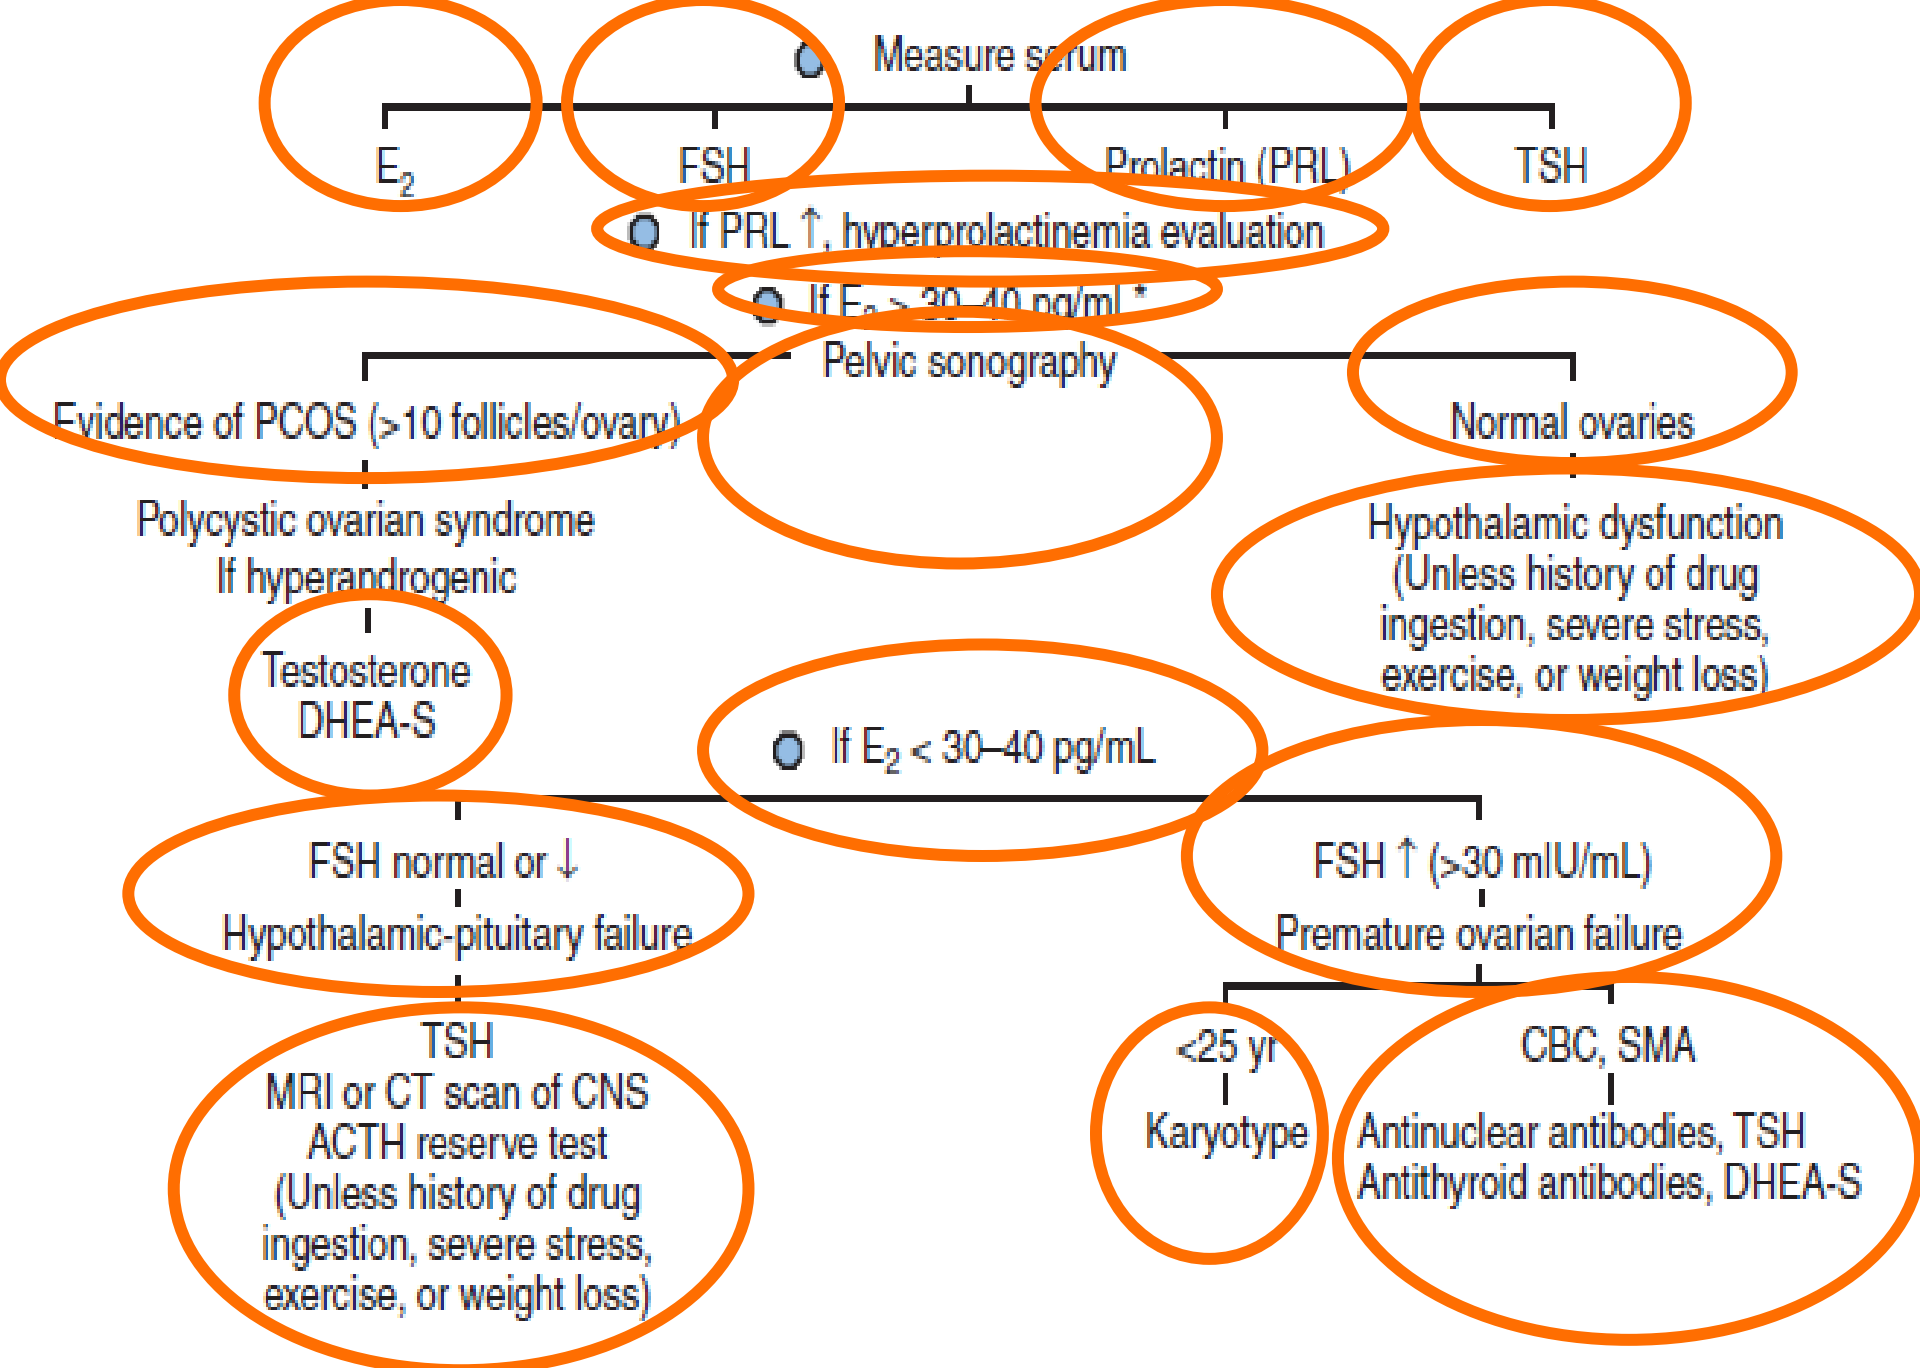 Measure serum
E₂ FSH Prolactin (PRL) TSH
If PRL ↑, hyperprolactinemia evaluation
If E₂ > 30–40 pg/mL*
Pelvic sonography
Evidence of PCOS (>10 follicles/ovary)
Normal ovaries
Polycystic ovarian syndrome
If hyperandrogenic
Testosterone
DHEA-S
Hypothalamic dysfunction
(Unless history of drug
ingestion, severe stress,
exercise, or weight loss)
If E₂ < 30–40 pg/mL
FSH normal or ↓
Hypothalamic-pituitary failure
TSH
MRI or CT scan of CNS
ACTH reserve test
(Unless history of drug
ingestion, severe stress,
exercise, or weight loss)
FSH ↑ (>30 mIU/mL)
Premature ovarian failure
<25 yr
Karyotype
CBC, SMA
Antinuclear antibodies, TSH
Antithyroid antibodies, DHEA-S